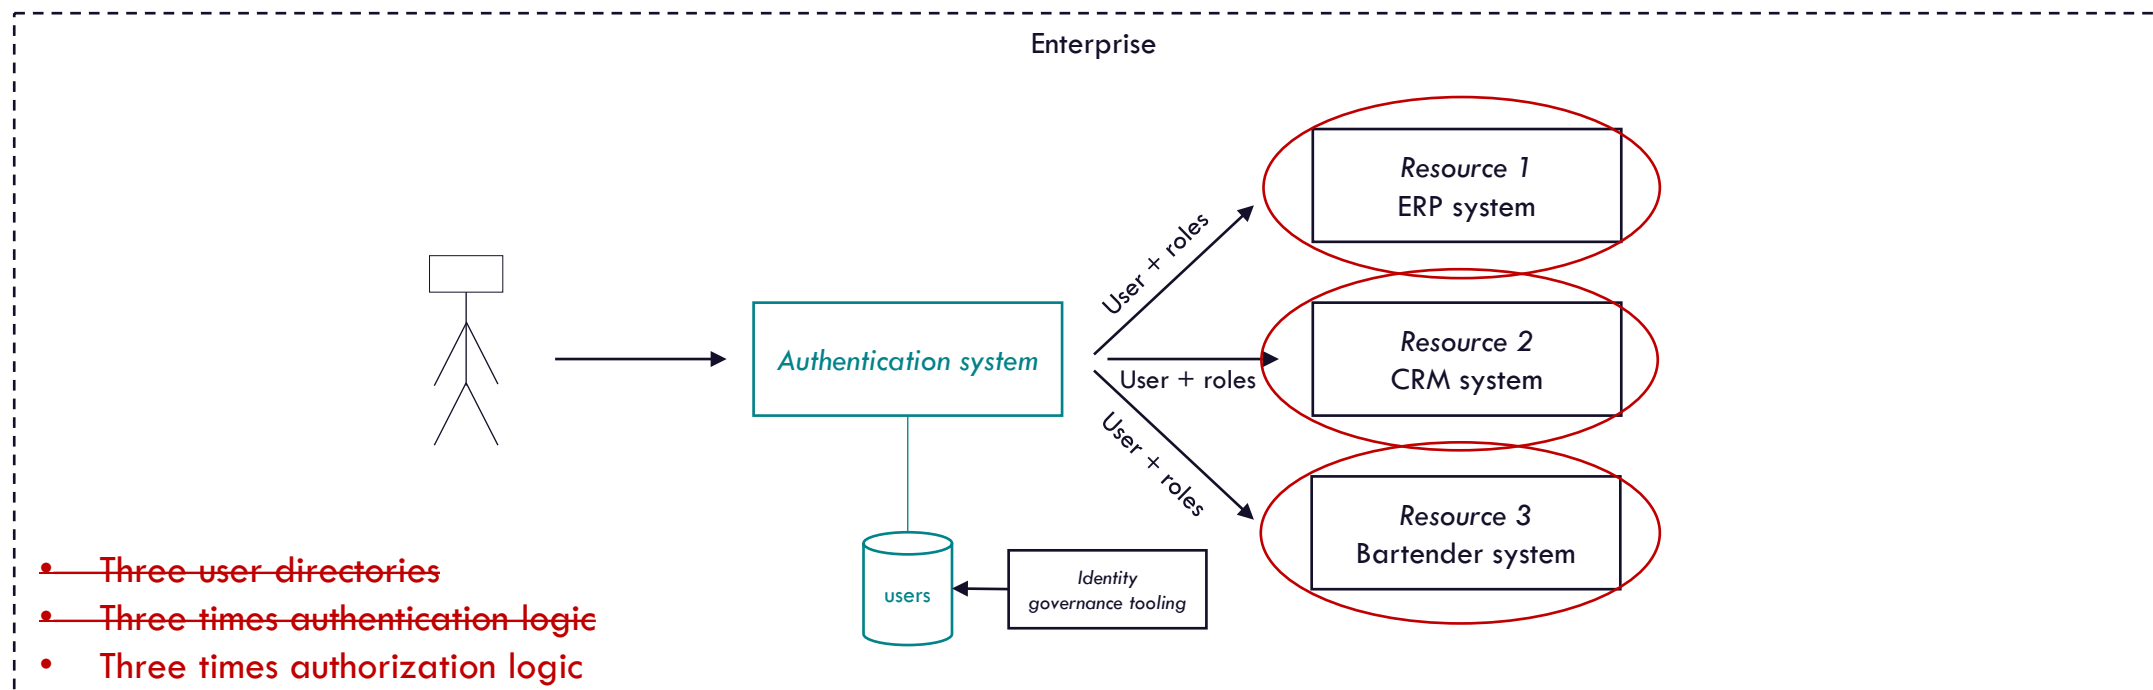 Enterprise
Resource 1
ERP system
User + roles
Authentication system
Resource 2
CRM system
User + roles
User + roles
Resource 3
Bartender system
users
Identity
governance tooling
• Three user directories
• Three times authentication logic
• Three times authorization logic